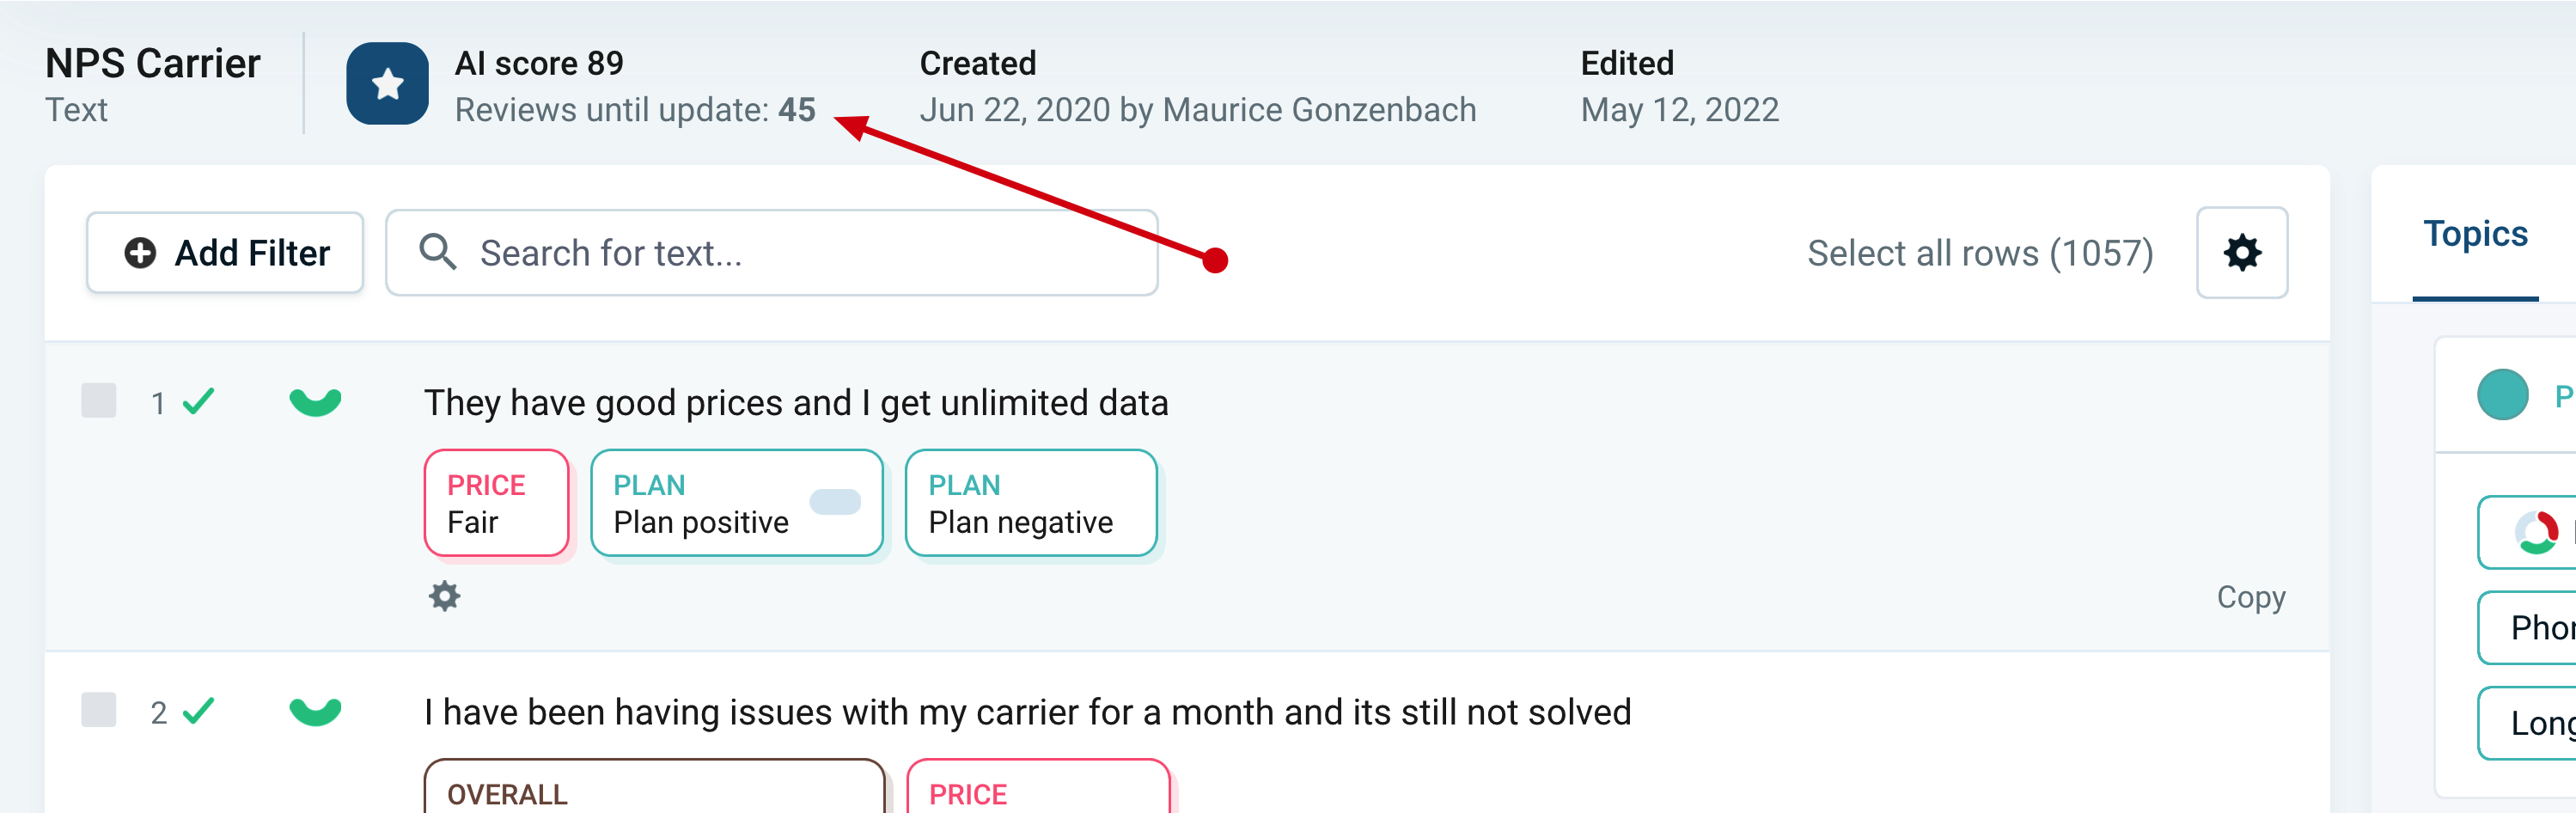 NPS Carrier
Text
AI score 89
Reviews until update: 45
Created
Jun 22, 2020 by Maurice Gonzenbach
Edited
May 12, 2022
Add Filter
Search for text...
Select all rows (1057)
Topics
1
They have good prices and I get unlimited data
PRICE
Fair
PLAN
Plan positive
PLAN
Plan negative
Copy
2
I have been having issues with my carrier for a month and its still not solved
OVERALL
PRICE